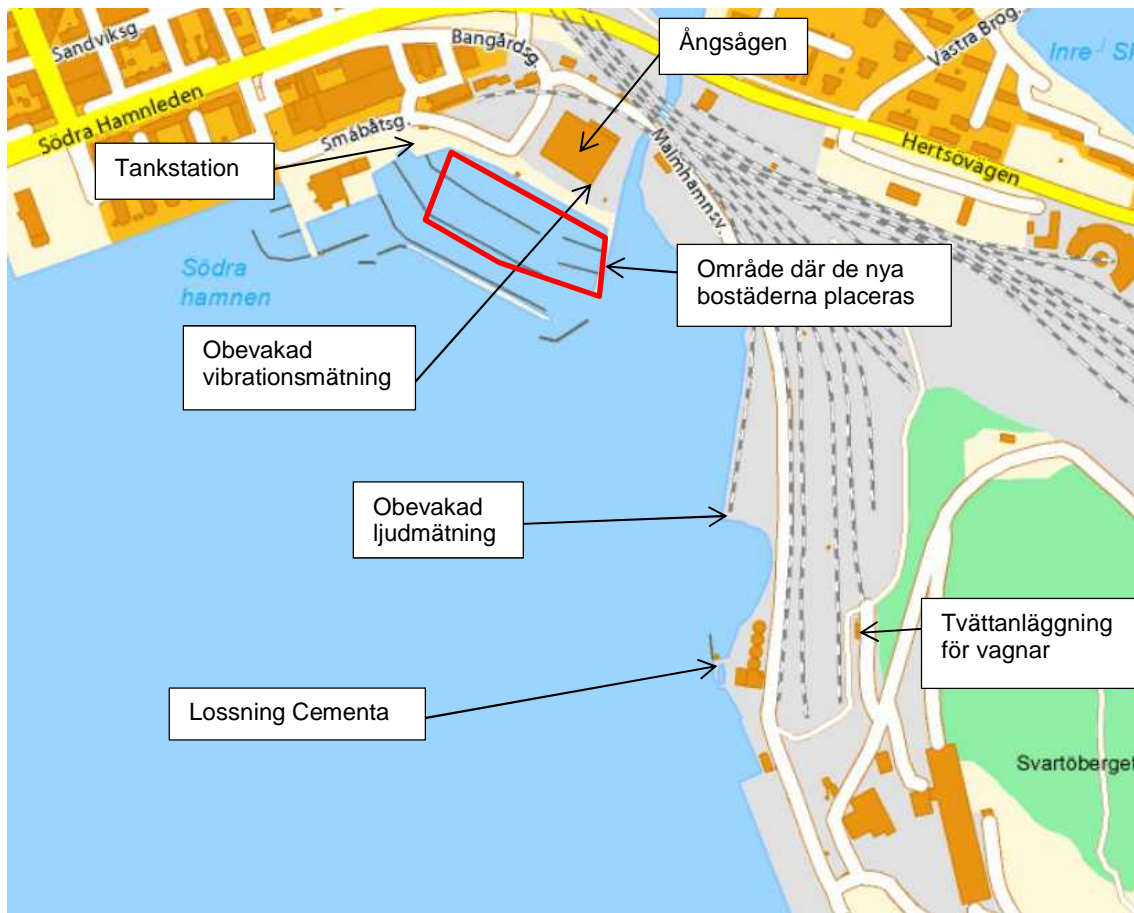 Sandviksg.
Bangårdsg.
Ångsågen
Västra Brog.
Inre
Södra Hamnleden
Småbåtsg.
Malmhamnsv.
Hertsövägen
Tankstation
Område där de nya
bostäderna placeras
Södra
hamnen
Obevakad
vibrationsmätning
Obevakad
ljudmätning
Tvättanläggning
för vagnar
Lossning Cementa
Svartöberget